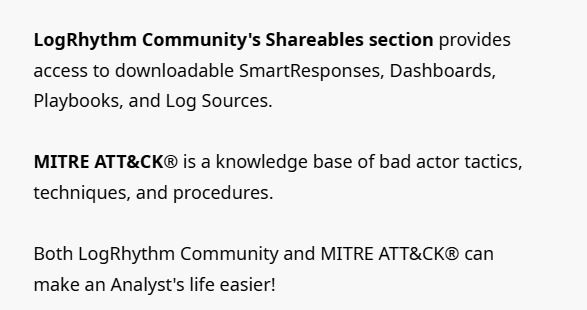 LogRhythm Community's Shareables section provides
access to downloadable SmartResponses, Dashboards,
Playbooks, and Log Sources.
MITRE ATT&CK® is a knowledge base of bad actor tactics,
techniques, and procedures.
Both LogRhythm Community and MITRE ATT&CK® can
make an Analyst's life easier!